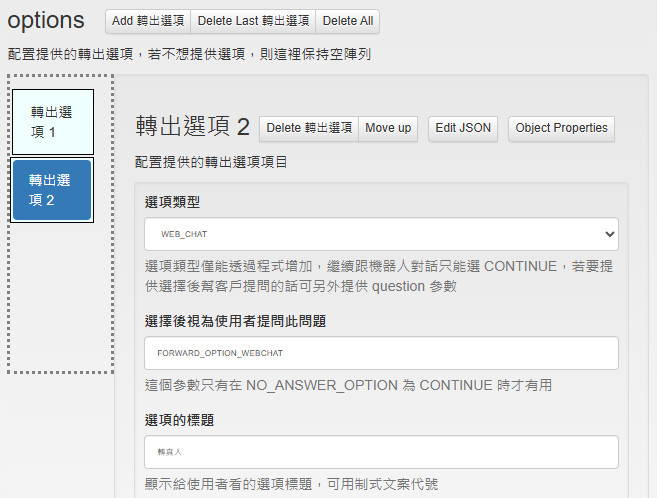 options Add 轉出選項 Delete Last 轉出選項 Delete All
配置提供的轉出選項，若不想提供選項，則這裡保持空陣列
轉出選
項 1
轉出選
項 2
轉出選項 2 Delete 轉出選項 Move up Edit JSON Object Properties
配置提供的轉出選項項目
選項類型
WEB_CHAT
選項類型僅能透過程式增加，繼續跟機器人對話只能選 CONTINUE，若要提
供選擇後幫客戶提問的話可另外提供 question 參數
選擇後視為使用者提問此問題
FORWARD_OPTION_WEBCHAT
這個參數只有在 NO_ANSWER_OPTION 為 CONTINUE 時才有用
選項的標題
轉真人
顯示給使用者看的選項標題，可用制式文案代號